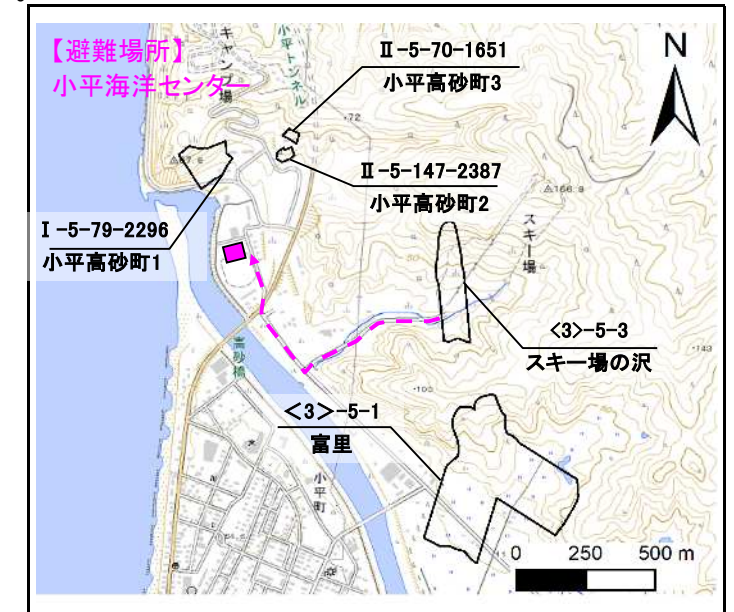 【避難場所】
小平海洋センター
キャンプ場
小平トンネル
Ⅱ-5-70-1651
小平高砂町3
N
・72
Ⅱ-5-147-2387
小平高砂町2
Ⅰ-5-79-2296
小平高砂町1
スキー場
<3>-5-3
スキー場の沢
・143
高砂橋
・103
<3>-5-1
富里
小平町
0 250 500 m